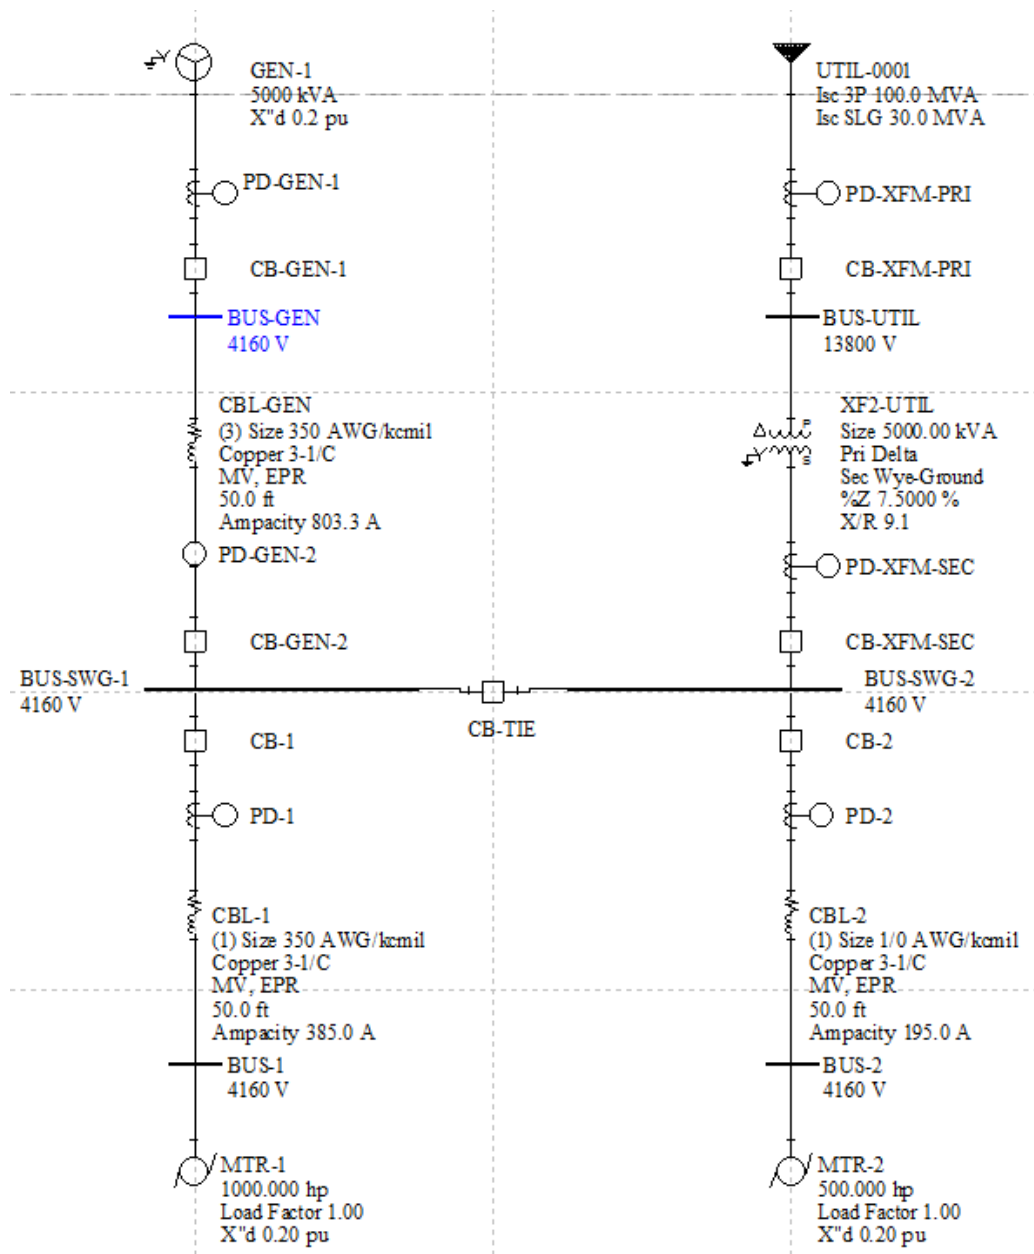 GEN-1
5000 kVA
X"d 0.2 pu
UTIL-0001
Isc 3P 100.0 MVA
Isc SLG 30.0 MVA
PD-GEN-1
PD-XFM-PRI
CB-GEN-1
CB-XFM-PRI
BUS-GEN
4160 V
BUS-UTIL
13800 V
CBL-GEN
(3) Size 350 AWG/kcmil
Copper 3-1/C
MV, EPR
50.0 ft
Ampacity 803.3 A
P
S
XF2-UTIL
Size 5000.00 kVA
Pri Delta
Sec Wye-Ground
%Z 7.5000 %
X/R 9.1
PD-GEN-2
PD-XFM-SEC
CB-GEN-2
CB-XFM-SEC
BUS-SWG-1
4160 V
BUS-SWG-2
4160 V
CB-TIE
CB-1
CB-2
PD-1
PD-2
CBL-1
(1) Size 350 AWG/kcmil
Copper 3-1/C
MV, EPR
50.0 ft
Ampacity 385.0 A
CBL-2
(1) Size 1/0 AWG/kcmil
Copper 3-1/C
MV, EPR
50.0 ft
Ampacity 195.0 A
BUS-1
4160 V
BUS-2
4160 V
MTR-1
1000.000 hp
Load Factor 1.00
X"d 0.20 pu
MTR-2
500.000 hp
Load Factor 1.00
X"d 0.20 pu